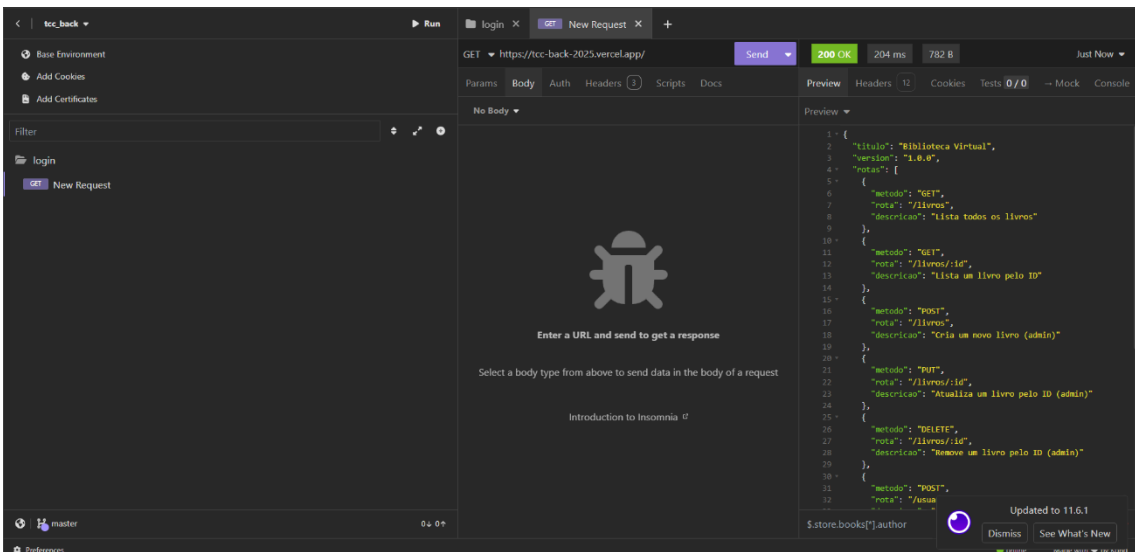 tcc_back
Run
Base Environment
Add Cookies
Add Certificates
Filter
login
GET New Request
master
0↓ 0↑
Preferences
login
GET New Request
GET https://tcc-back-2025.vercel.app/
Send
Params Body Auth Headers 3 Scripts Docs
No Body
Enter a URL and send to get a response
Select a body type from above to send data in the body of a request
Introduction to Insomnia
200 OK 204 ms 782 B Just Now
Preview Headers 12 Cookies Tests 0 / 0 → Mock Console
Preview
1 {
2 "titulo": "Biblioteca Virtual",
3 "version": "1.0.0",
4 "rotas": [
5 {
6 "metodo": "GET",
7 "rota": "/livros",
8 "descricao": "Lista todos os livros"
9 },
10 {
11 "metodo": "GET",
12 "rota": "/livros/:id",
13 "descricao": "Lista um livro pelo ID"
14 },
15 {
16 "metodo": "POST",
17 "rota": "/livros",
18 "descricao": "Cria um novo livro (admin)"
19 },
20 {
21 "metodo": "PUT",
22 "rota": "/livros/:id",
23 "descricao": "Atualiza um livro pelo ID (admin)"
24 },
25 {
26 "metodo": "DELETE",
27 "rota": "/livros/:id",
28 "descricao": "Remove um livro pelo ID (admin)"
29 },
30 {
31 "metodo": "POST",
32 "rota": "/usua
$.store.books[*].author
Updated to 11.6.1
Dismiss See What's New